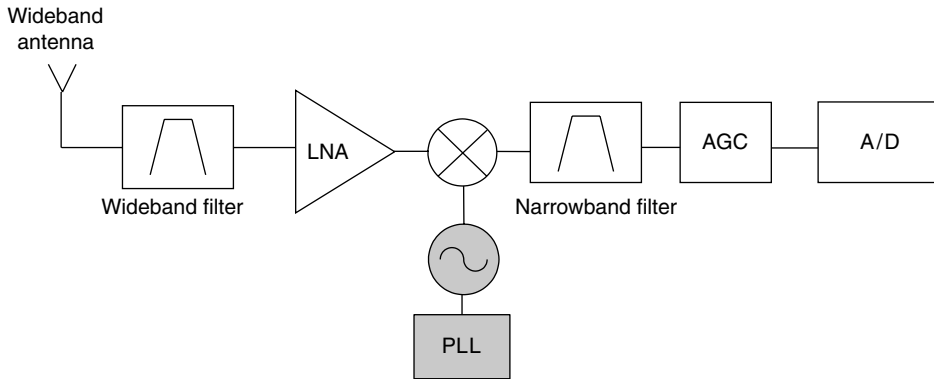 Wideband
antenna
Wideband filter
LNA
Narrowband filter
AGC
A/D
PLL